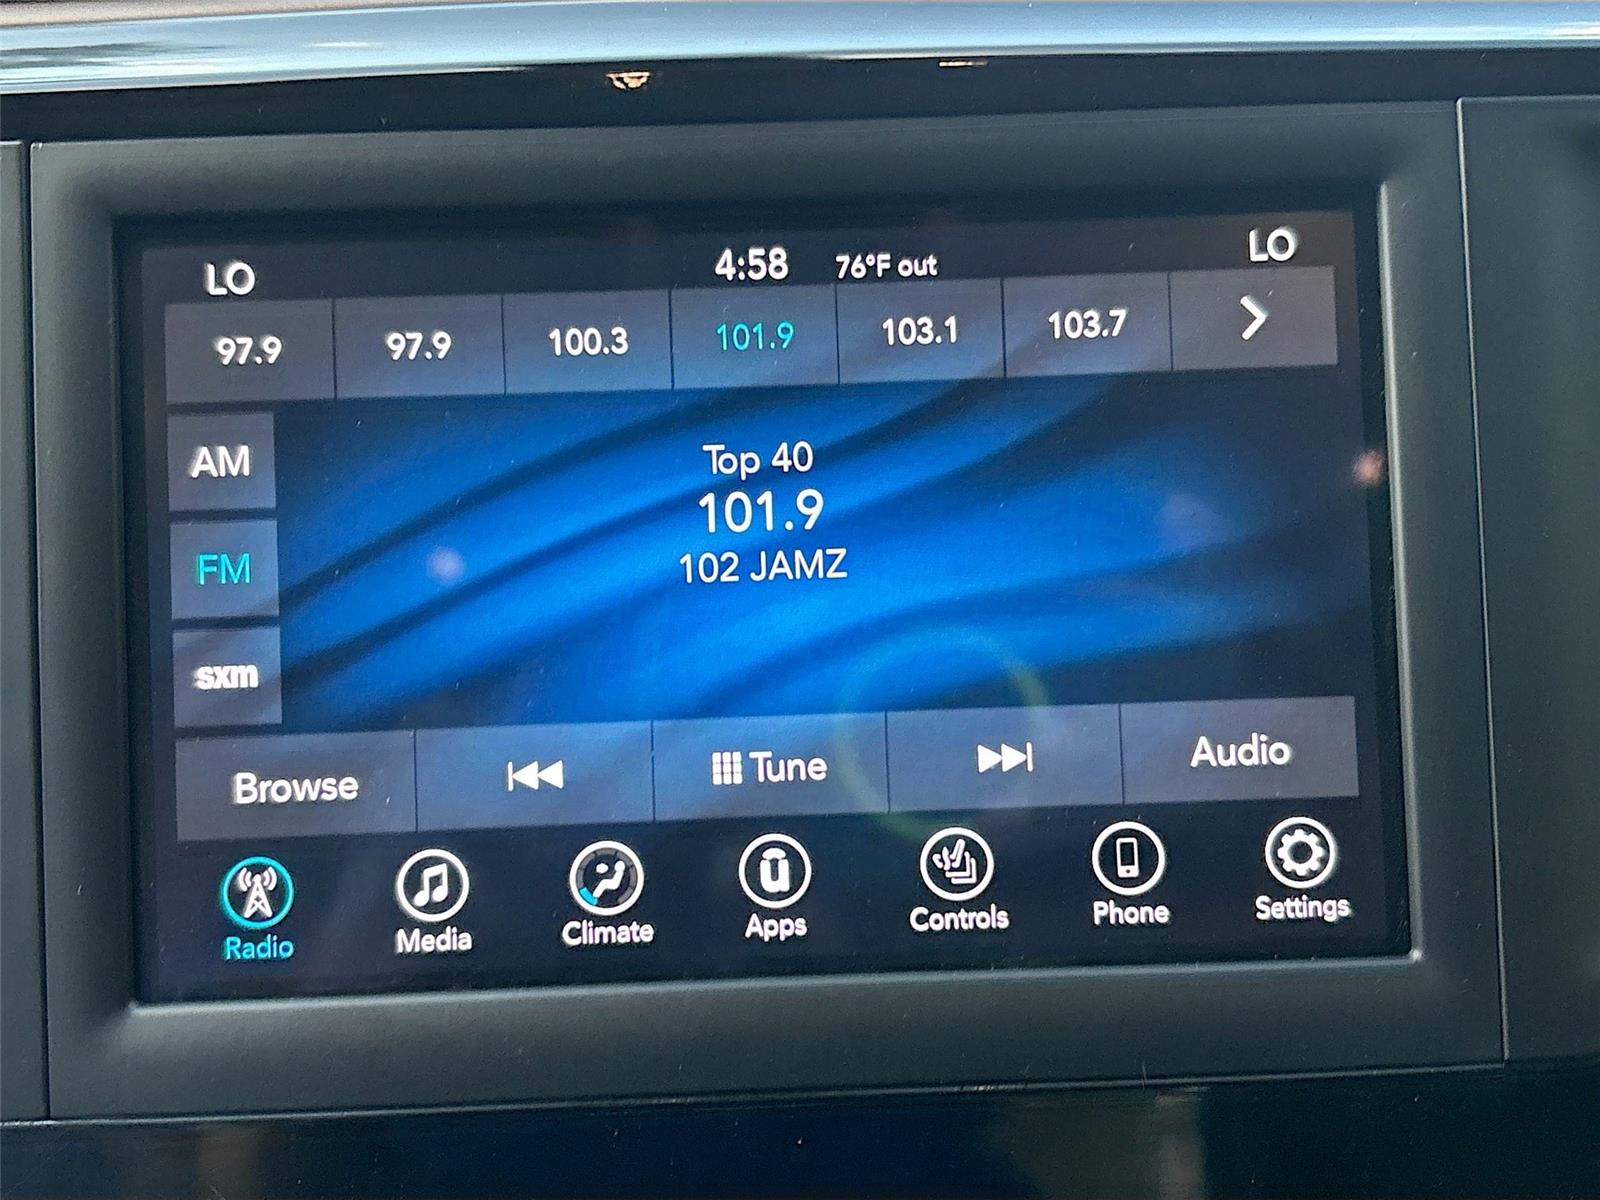 LO 4:58 76°F out LO
97.9 97.9 100.3 101.9 103.1 103.7
AM
Top 40
101.9
FM
102 JAMZ
sxm
Browse Tune Audio
Radio Media Climate Apps Controls Phone Settings